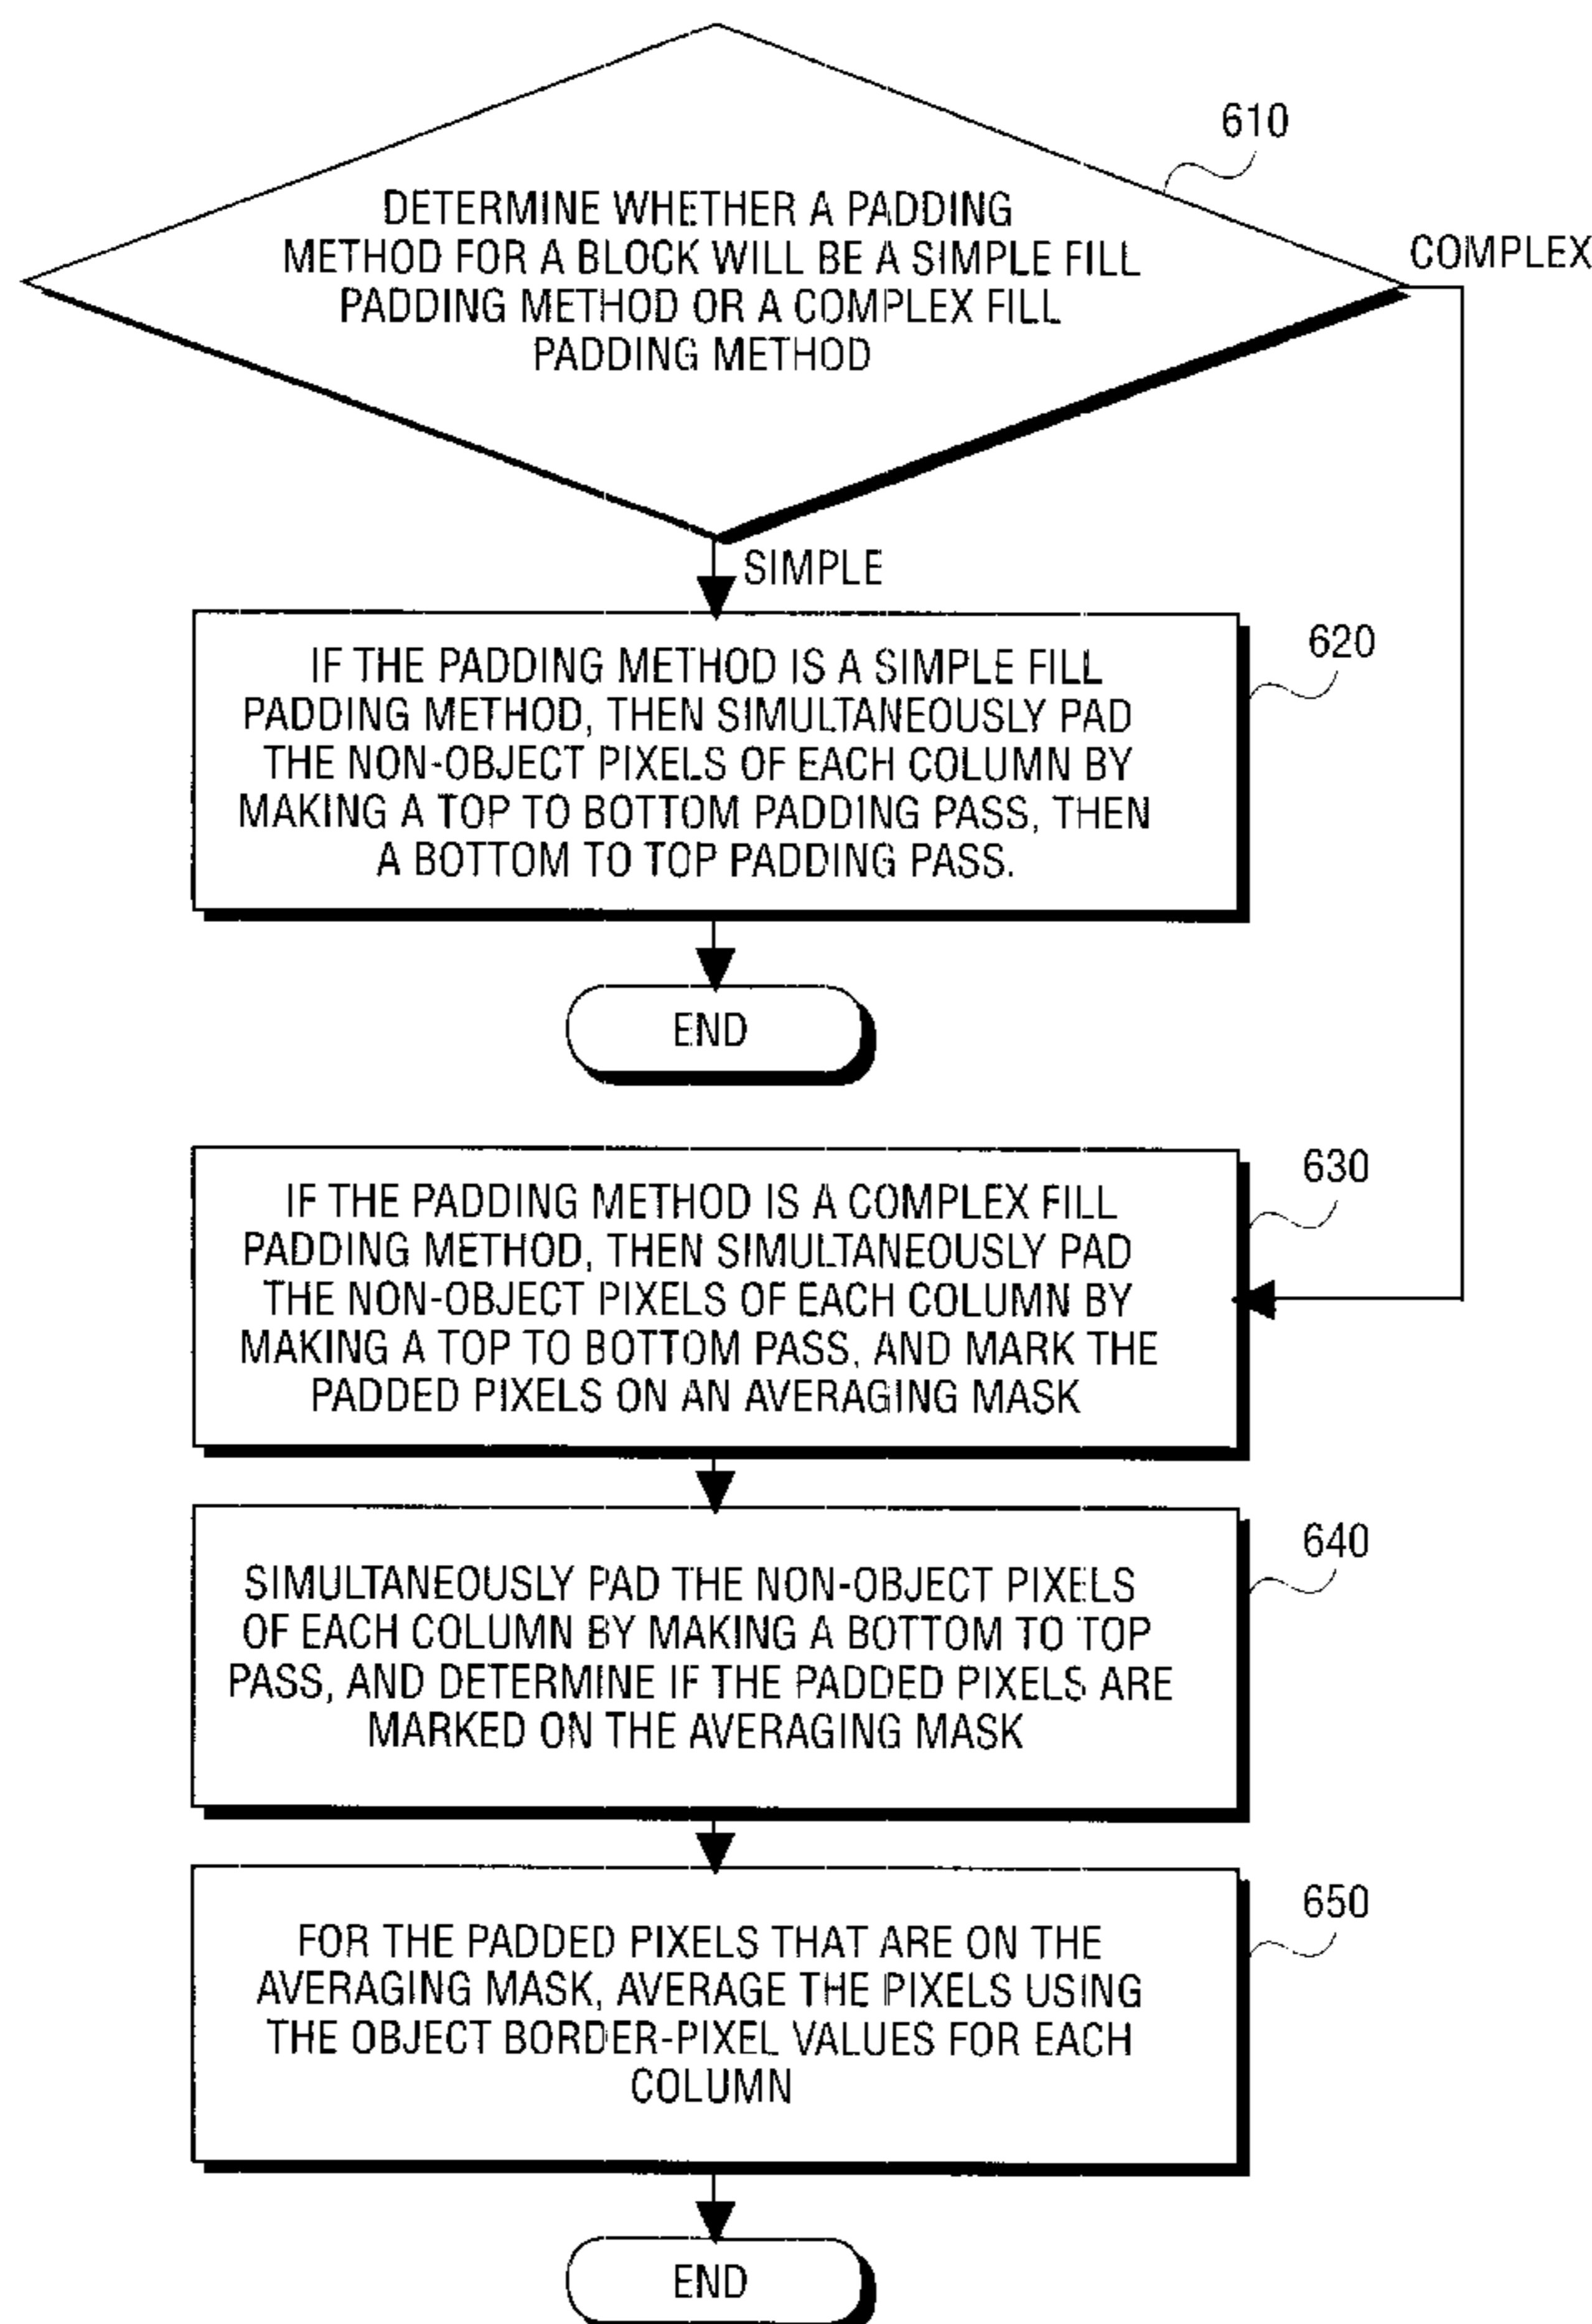 610
DETERMINE WHETHER A PADDING
METHOD FOR A BLOCK WILL BE A SIMPLE FILL
PADDING METHOD OR A COMPLEX FILL
PADDING METHOD
COMPLEX
SIMPLE
620
IF THE PADDING METHOD IS A SIMPLE FILL
PADDING METHOD, THEN SIMULTANEOUSLY PAD
THE NON-OBJECT PIXELS OF EACH COLUMN BY
MAKING A TOP TO BOTTOM PADDING PASS, THEN
A BOTTOM TO TOP PADDING PASS.
END
630
IF THE PADDING METHOD IS A COMPLEX FILL
PADDING METHOD, THEN SIMULTANEOUSLY PAD
THE NON-OBJECT PIXELS OF EACH COLUMN BY
MAKING A TOP TO BOTTOM PASS, AND MARK THE
PADDED PIXELS ON AN AVERAGING MASK
640
SIMULTANEOUSLY PAD THE NON-OBJECT PIXELS
OF EACH COLUMN BY MAKING A BOTTOM TO TOP
PASS, AND DETERMINE IF THE PADDED PIXELS ARE
MARKED ON THE AVERAGING MASK
650
FOR THE PADDED PIXELS THAT ARE ON THE
AVERAGING MASK, AVERAGE THE PIXELS USING
THE OBJECT BORDER-PIXEL VALUES FOR EACH
COLUMN
END